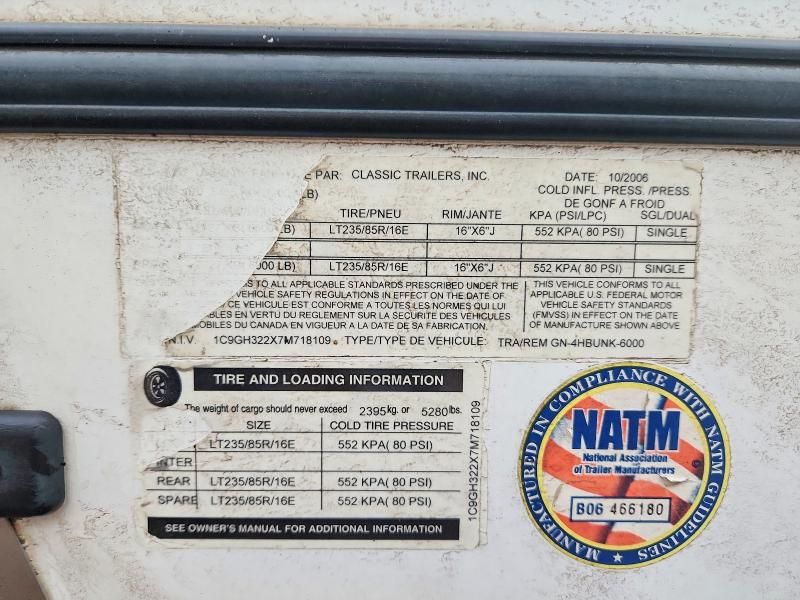 E PAR: CLASSIC TRAILERS, INC. DATE: 10/2006
LB) COLD INFL. PRESS. /PRESS.
DE GONF A FROID
TIRE/PNEU RIM/JANTE KPA (PSI/LPC) SGL/DUAL
LB) LT235/85R/16E 16"X6"J 552 KPA( 80 PSI) SINGLE
000 LB) LT235/85R/16E 16"X6"J 552 KPA( 80 PSI) SINGLE
S TO ALL APPLICABLE STANDARDS PRESCRIBED UNDER THE
VEHICLE SAFETY REGULATIONS IN EFFECT ON THE DATE OF
CE VEHICULE EST CONFORME A TOUTES LES NORMES QUI LUI
BLES EN VERTU DU REGLEMENT SUR LA SECURITE DES VEHICULES
OBILES DU CANADA EN VIGUEUR A LA DATE DE SA FABRICATION.
THIS VEHICLE CONFORMS TO ALL
APPLICABLE U.S. FEDERAL MOTOR
VEHICLE SAFETY STANDARDS
(FMVSS) IN EFFECT ON THE DATE
OF MANUFACTURE SHOWN ABOVE
N.I.V. 1C9GH322X7M718109 TYPE/TYPE DE VEHICULE: TRA/REM GN-4HBUNK-6000
TIRE AND LOADING INFORMATION
The weight of cargo should never exceed 2395kg. or 5280lbs.
SIZE COLD TIRE PRESSURE
LT235/85R/16E 552 KPA( 80 PSI)
NTER
REAR LT235/85R/16E 552 KPA( 80 PSI)
SPARE LT235/85R/16E 552 KPA( 80 PSI)
SEE OWNER'S MANUAL FOR ADDITIONAL INFORMATION
1C9GH322X7M718109
MANUFACTURED IN COMPLIANCE WITH NATM GUIDELINES
NATM
National Association
of Trailer Manufacturers
B06 466180